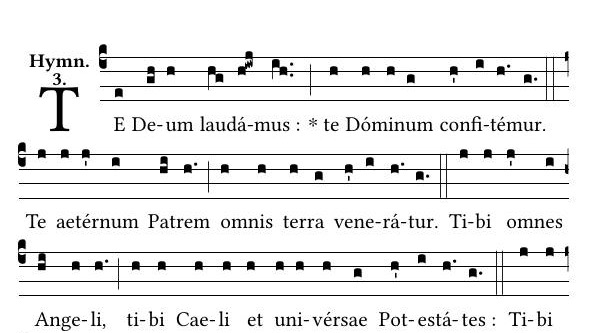 Hymn.
3.
TE De-um laudá-mus : * te Dóminum confi-témur.
Te aetérnum Patrem omnis terra vene-rá-tur. Ti-bi omnes
Ange-li, ti-bi Cae-li et uni-vérsae Pot-está-tes : Ti-bi